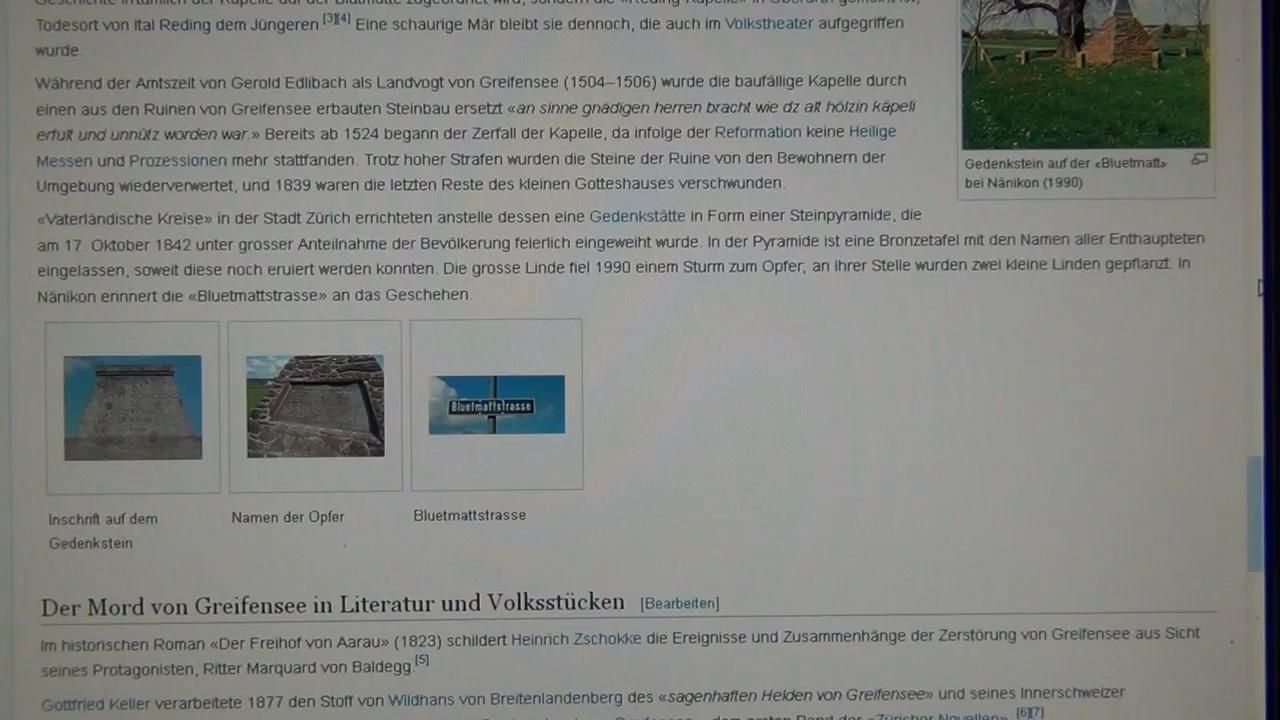 Todesort von Ital Reding dem Jüngeren.[3][4] Eine schaurige Mär bleibt sie dennoch, die auch im Volkstheater aufgegriffen
wurde.
Während der Amtszeit von Gerold Edlibach als Landvogt von Greifensee (1504–1506) wurde die baufällige Kapelle durch
einen aus den Ruinen von Greifensee erbauten Steinbau ersetzt «an sinne gnädigen herren bracht wie dz alt hölzin käpeli
erfult und unnütz worden war.» Bereits ab 1524 begann der Zerfall der Kapelle, da infolge der Reformation keine Heilige
Messen und Prozessionen mehr stattfanden. Trotz hoher Strafen wurden die Steine der Ruine von den Bewohnern der
Umgebung wiederverwertet, und 1839 waren die letzten Reste des kleinen Gotteshauses verschwunden.
Gedenkstein auf der «Bluetmatt»
bei Nänikon (1990)
«Vaterländische Kreise» in der Stadt Zürich errichteten anstelle dessen eine Gedenkstätte in Form einer Steinpyramide, die
am 17. Oktober 1842 unter grosser Anteilnahme der Bevölkerung feierlich eingeweiht wurde. In der Pyramide ist eine Bronzetafel mit den Namen aller Enthaupteten
eingelassen, soweit diese noch eruiert werden konnten. Die grosse Linde fiel 1990 einem Sturm zum Opfer, an ihrer Stelle wurden zwei kleine Linden gepflanzt. In
Nänikon erinnert die «Bluetmattstrasse» an das Geschehen.
Bluetmattstrasse
Inschrift auf dem
Gedenkstein
Namen der Opfer
Bluetmattstrasse
Der Mord von Greifensee in Literatur und Volksstücken [Bearbeiten]
Im historischen Roman «Der Freihof von Aarau» (1823) schildert Heinrich Zschokke die Ereignisse und Zusammenhänge der Zerstörung von Greifensee aus Sicht
seines Protagonisten, Ritter Marquard von Baldegg.[5]
Gottfried Keller verarbeitete 1877 den Stoff von Wildhans von Breitenlandenberg des «sagenhaften Helden von Greifensee» und seines Innerschweizer
[6][7]